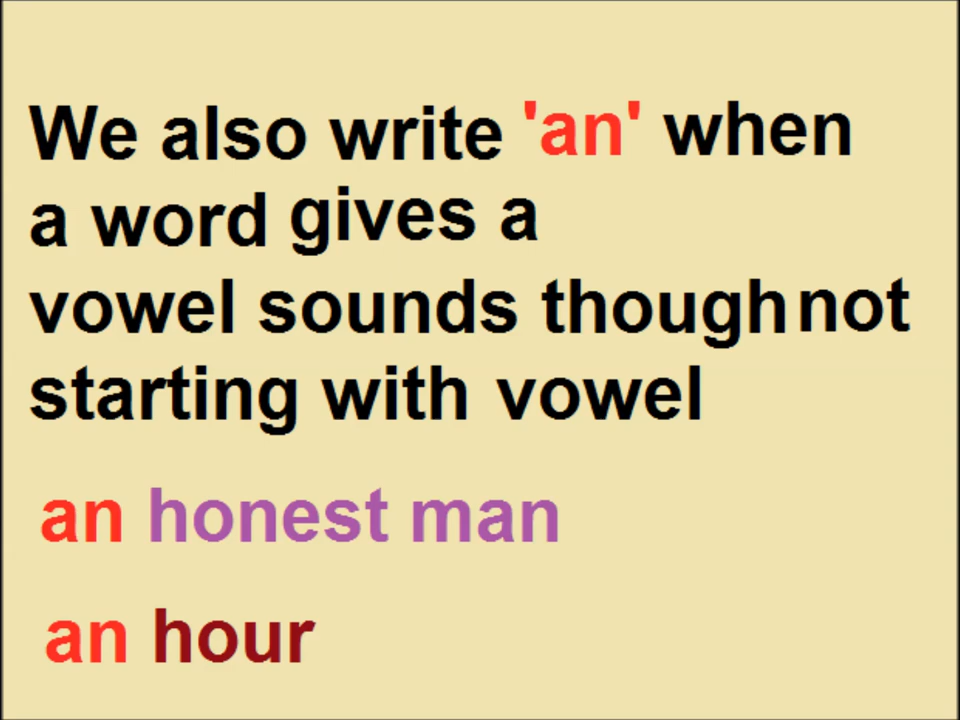 We also write 'an' when
a word gives a
vowel sounds though not
starting with vowel
an honest man
an hour